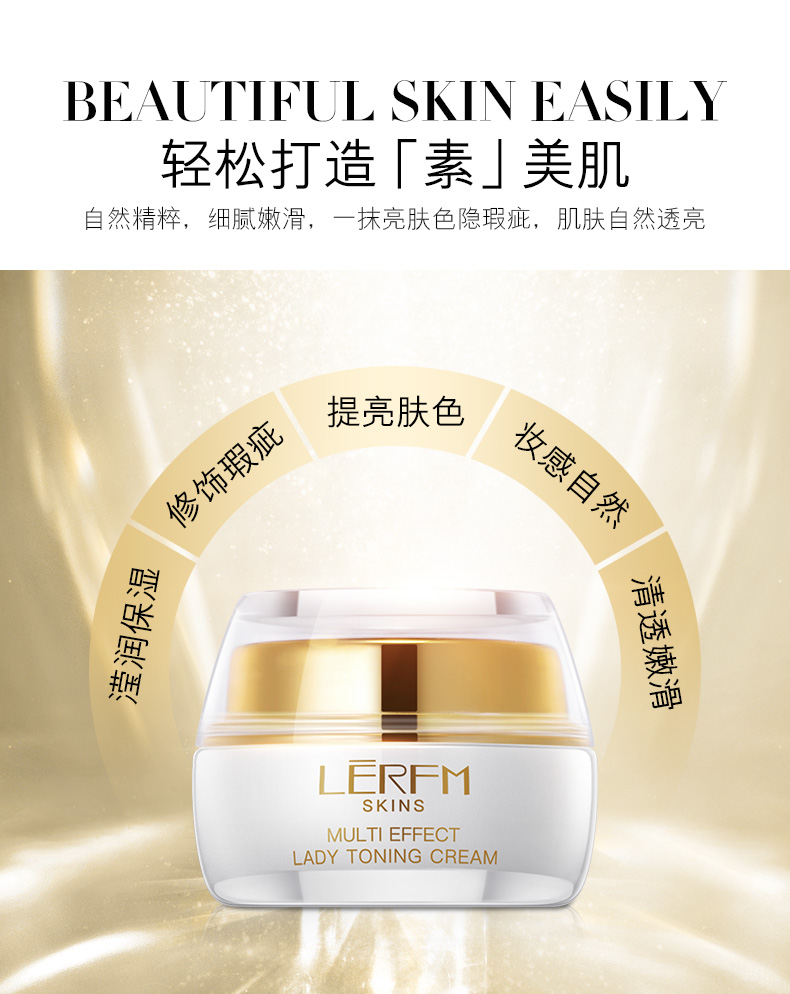 BEAUTIFUL SKIN EASILY
轻松打造「素」美肌
自然精粹，细腻嫩滑，一抹亮肤色隐瑕疵，肌肤自然透亮
滢润保湿
修饰瑕疵
提亮肤色
妆感自然
清透嫩滑
LĒRFM
SKINS
MULTI EFFECT
LADY TONING CREAM